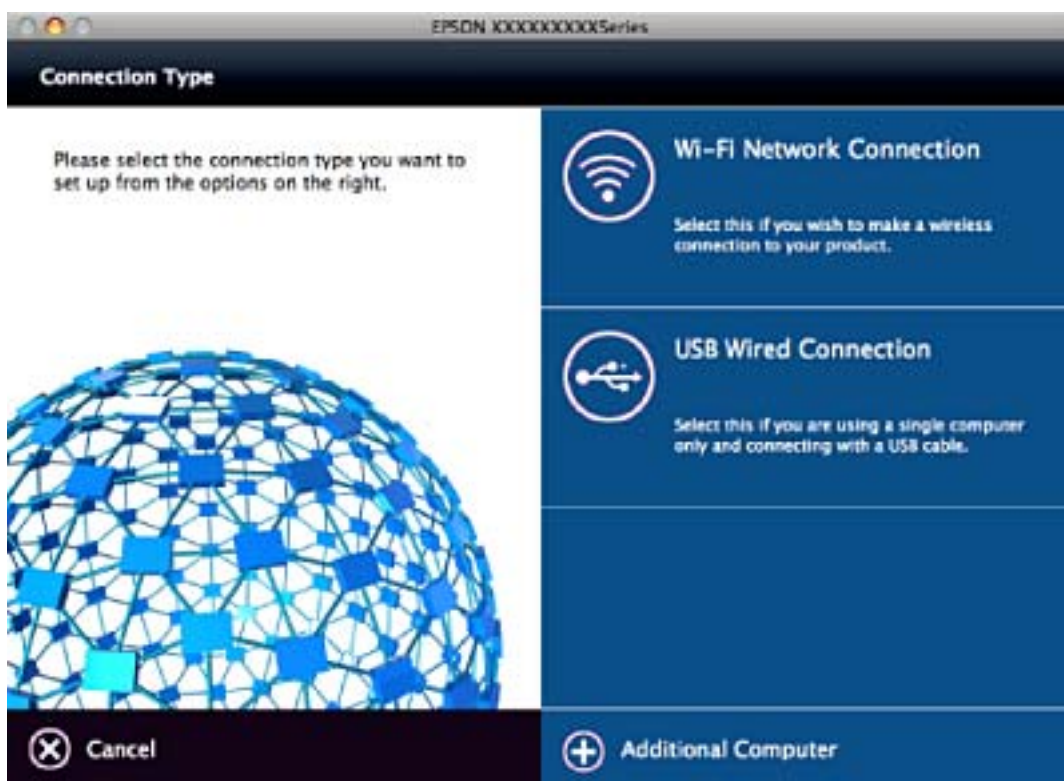 EPSON XXXXXXXXXSeries
Connection Type
Please select the connection type you want to
set up from the options on the right.
Wi-Fi Network Connection
Select this if you wish to make a wireless
connection to your product.
USB Wired Connection
Select this if you are using a single computer
only and connecting with a USB cable.
Cancel
Additional Computer